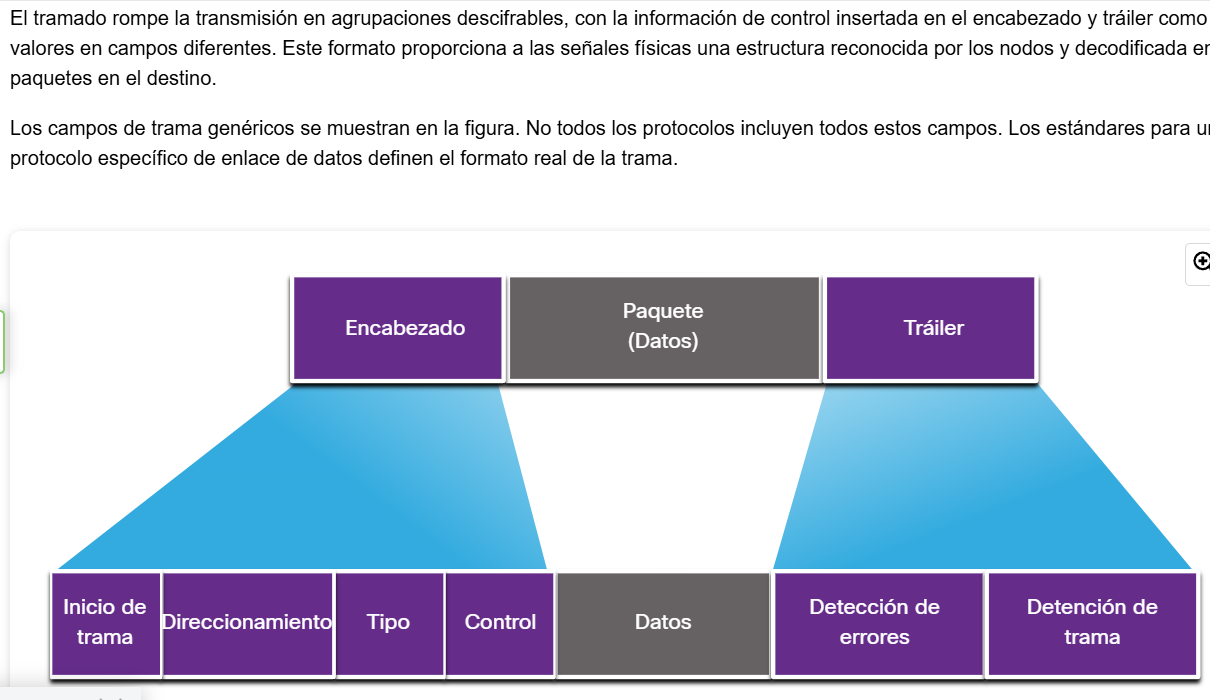 El tramado rompe la transmisión en agrupaciones descifrables, con la información de control insertada en el encabezado y tráiler como
valores en campos diferentes. Este formato proporciona a las señales físicas una estructura reconocida por los nodos y decodificada
paquetes en el destino.
Los campos de trama genéricos se muestran en la figura. No todos los protocolos incluyen todos estos campos. Los estándares para
protocolo específico de enlace de datos definen el formato real de la trama.
Encabezado
Paquete
(Datos)
Tráiler
Inicio de
trama
Direccionamiento
Tipo
Control
Datos
Detección de
errores
Detención de
trama